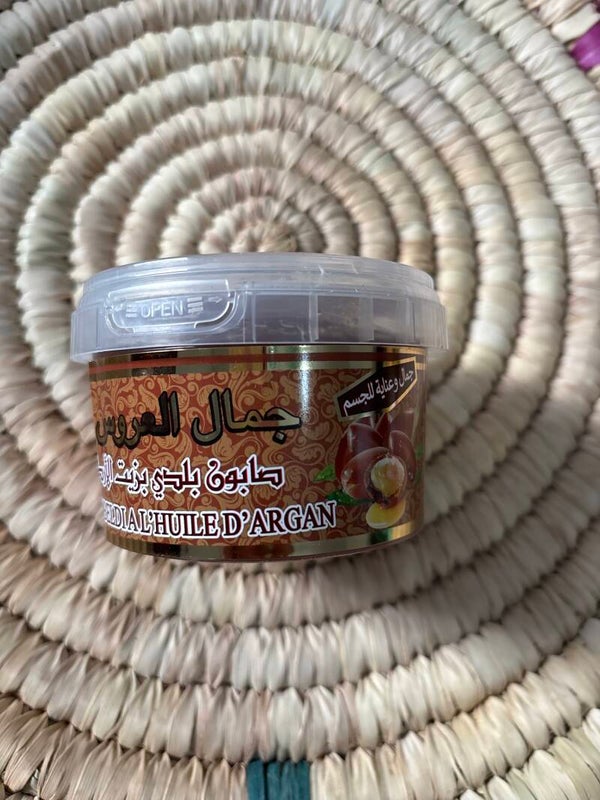 OPEN
جمال العروس
جمال وعناية للجسم
صابون بلدي بزيت
A L'HUILE D'ARGAN